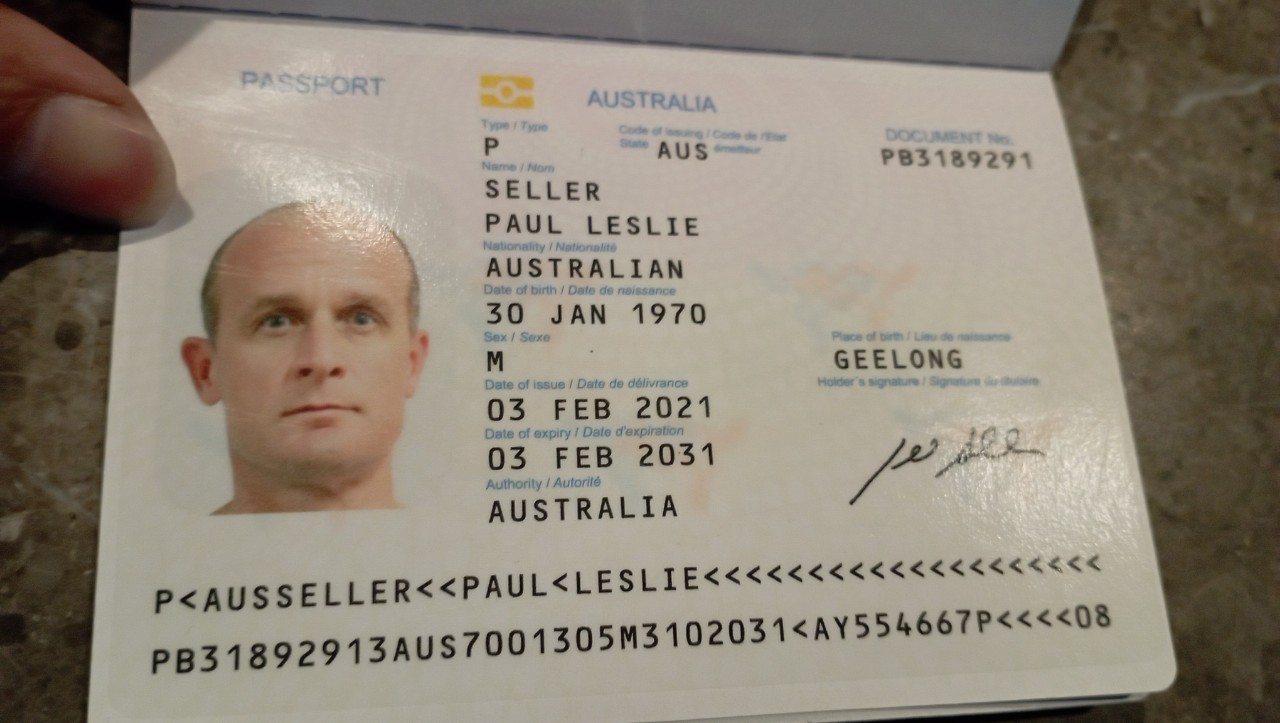 PASSPORT
AUSTRALIA
Type / Type
Code of issuing / Code de l'Etat
State émetteur
DOCUMENT No.
P
AUS
PB3189291
Name / Nom
SELLER
PAUL LESLIE
Nationality / Nationalité
AUSTRALIAN
Date of birth / Date de naissance
30 JAN 1970
Sex / Sexe
Place of birth / Lieu de naissance
M
GEELONG
Date of issue / Date de délivrance
Holder's signature / Signature du titulaire
03 FEB 2021
Date of expiry / Date d'expiration
03 FEB 2031
Authority / Autorité
AUSTRALIA
P<AUSSELLER<<PAUL<LESLIE<<<<<<<<<<<<<<<<<<<<
PB31892913AUS7001305M3102031<AY554667P<<<<08